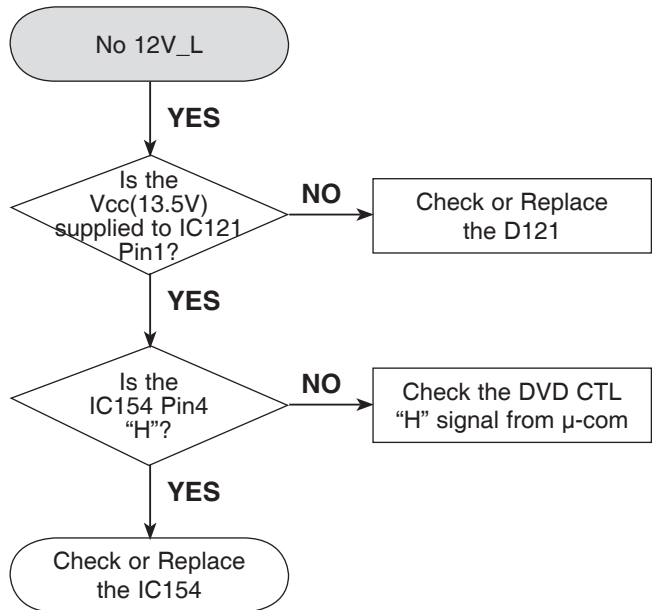 No 12V_L
YES
Is the
Vcc(13.5V)
supplied to IC121
Pin1?
NO
Check or Replace
the D121
YES
Is the
IC154 Pin4
“H”?
NO
Check the DVD CTL
“H” signal from µ-com
YES
Check or Replace
the IC154